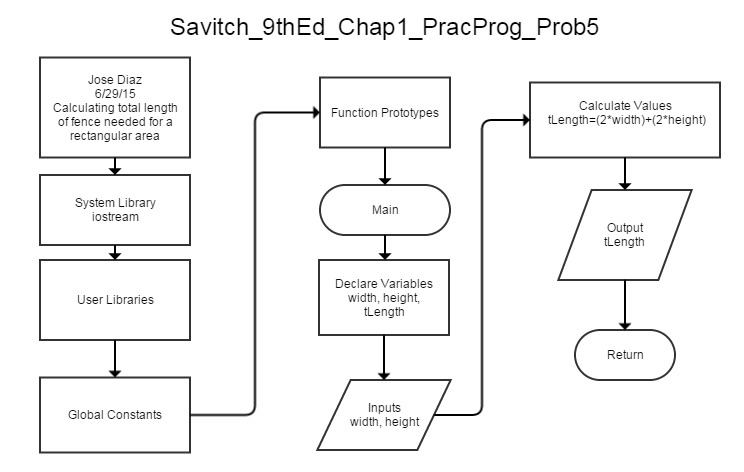 Savitch_9thEd_Chap1_PracProg_Prob5
Jose Diaz
6/29/15
Calculating total length
of fence needed for a
rectangular area
System Library
iostream
User Libraries
Global Constants
Function Prototypes
Main
Declare Variables
width, height,
tLength
Inputs
width, height
Calculate Values
tLength=(2*width)+(2*height)
Output
tLength
Return